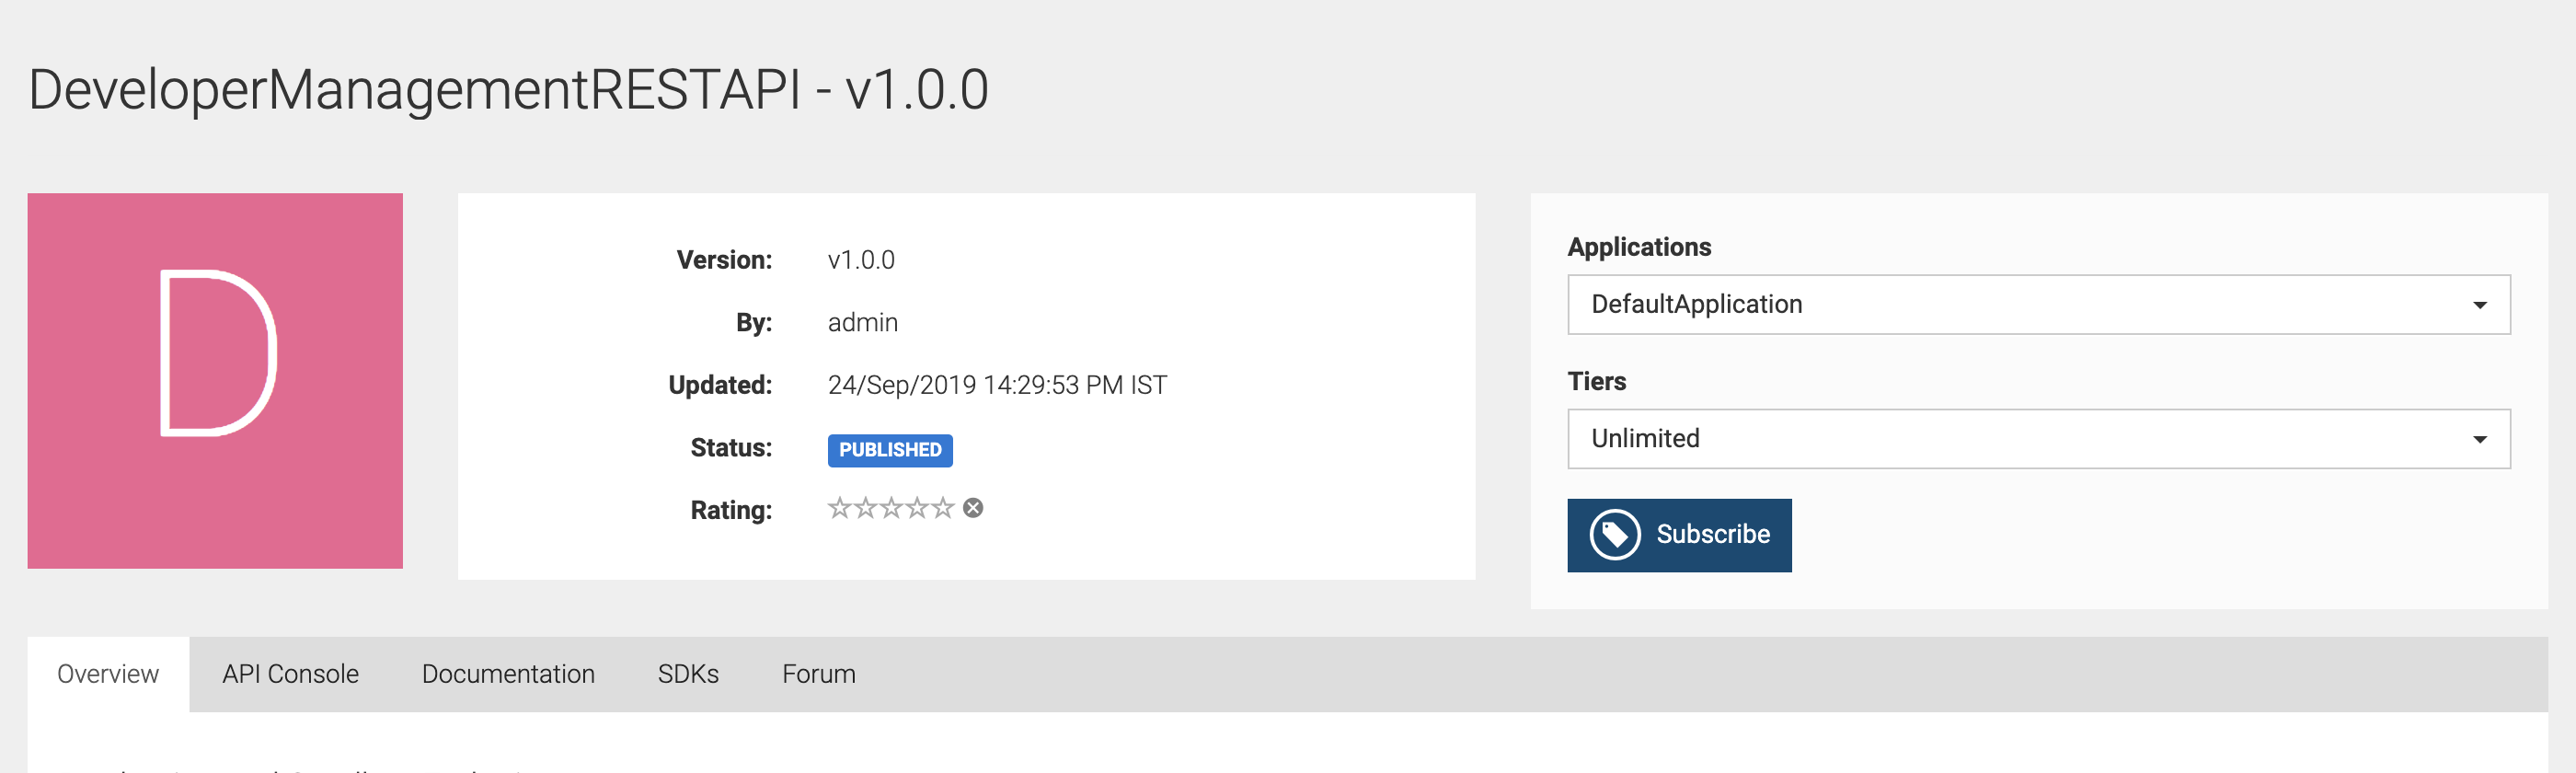 DeveloperManagementRESTAPI - v1.0.0
D
Version: v1.0.0
By: admin
Updated: 24/Sep/2019 14:29:53 PM IST
Status: PUBLISHED
Rating:
Applications
DefaultApplication
Tiers
Unlimited
Subscribe
Overview API Console Documentation SDKs Forum